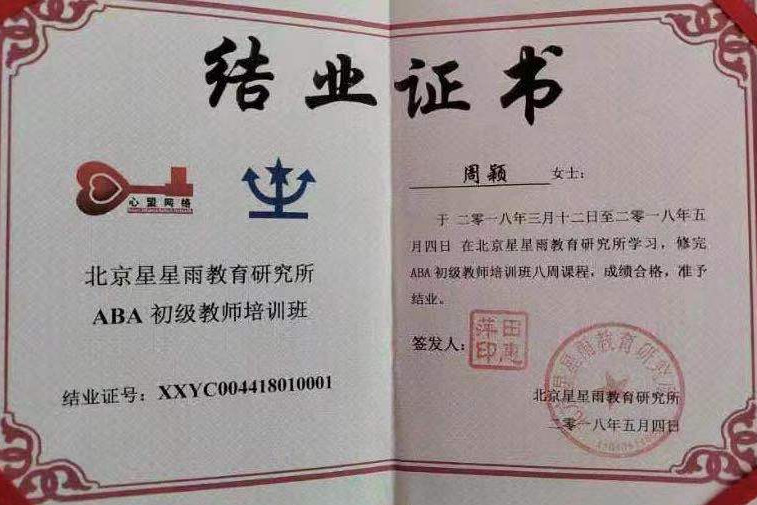 结业证书
心盟网络
北京星星雨教育研究所
ABA 初级教师培训班
结业证号：XXYC004418010001
周颖 女士：
于 二零一八年三月十二日至二零一八年五
月四日 在北京星星雨教育研究所学习，修完
ABA 初级教师培训班八周课程，成绩合格，准予
结业。
签发人：
田惠萍印
北京星星雨教育研究所
北京星星雨教育研究所
二零一八年五月四日